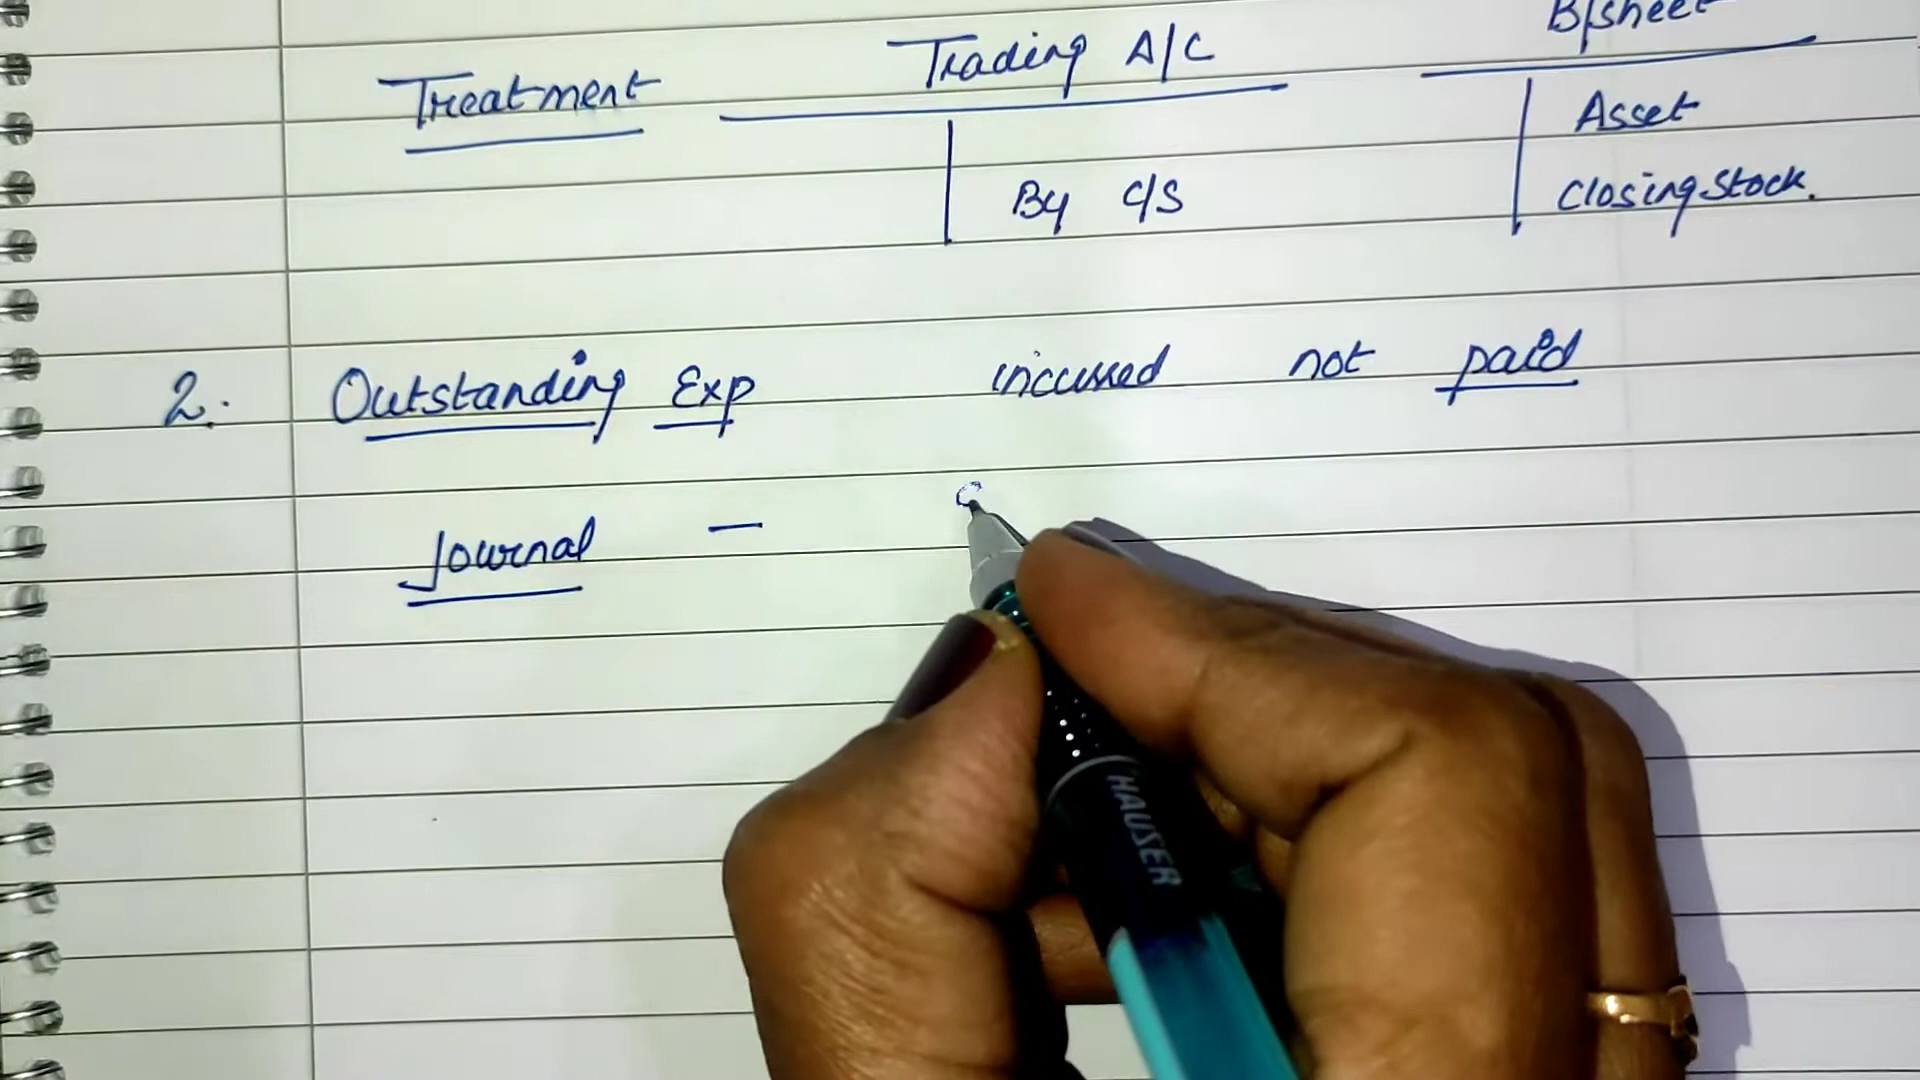 B/sheet
Treatment Trading A/C
Asset
By C/S Closing Stock.
2. Outstanding Exp incurred not paid
Journal –
HAUSER